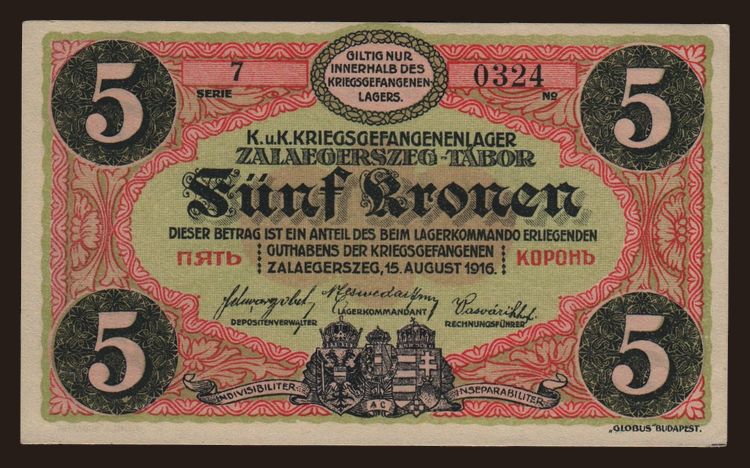 5
7
SERIE
GILTIG NUR
INNERHALB DES
KRIEGSGEFANGENEN-
LAGERS.
0324
№
5
K.u.K.KRIEGSGEFANGENENLAGER
ZALAEGERSZEG-TÁBOR
Fünf Kronen
DIESER BETRAG IST EIN ANTEIL DES BEIM LAGERKOMMANDO ERLIEGENDEN
GUTHABENS DER KRIEGSGEFANGENEN
ПЯТЬ КОРОНЪ
ZALAEGERSZEG, 15. AUGUST 1916.
DEPOSITENVERWALTER
LAGERKOMMANDANT
RECHNUNGSFÜHRER
5
INDIVISIBILITER
AC
INSEPARABILITER
5
„GLOBUS" BUDAPEST.